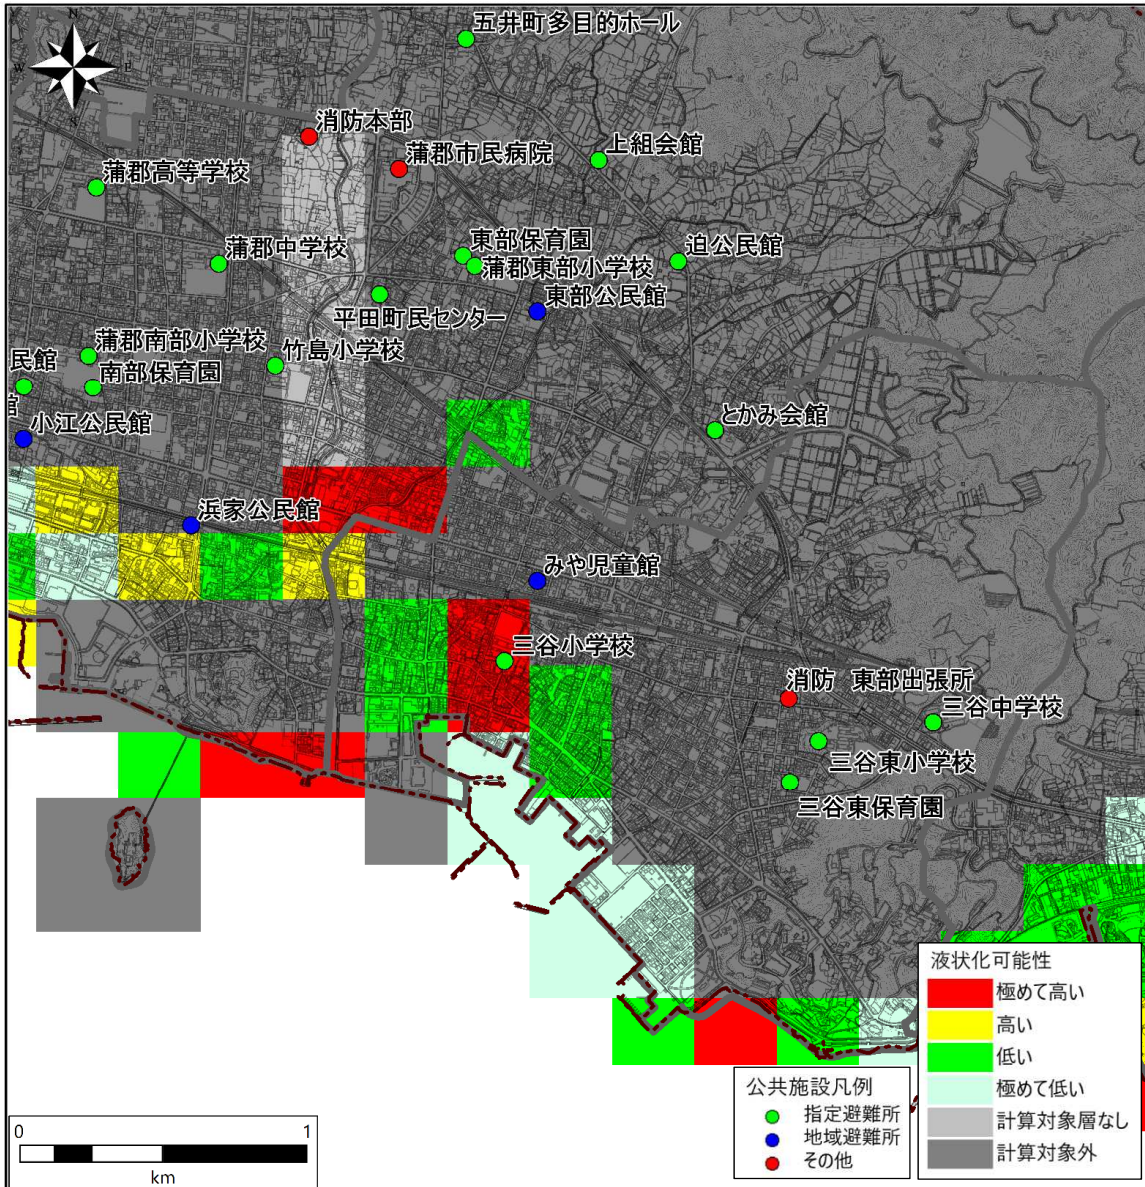 N
W
E
五井町多目的ホール
消防本部
蒲郡市民病院
上組会館
蒲郡高等学校
蒲郡中学校
東部保育園
蒲郡東部小学校
迫公民館
東部公民館
平田町民センター
蒲郡南部小学校
竹島小学校
民館
南部保育園
館
小江公民館
とかみ会館
浜家公民館
みや児童館
三谷小学校
消防 東部出張所
三谷中学校
三谷東小学校
三谷東保育園
液状化可能性
極めて高い
高い
低い
極めて低い
計算対象層なし
計算対象外
公共施設凡例
指定避難所
地域避難所
その他
0 1
km